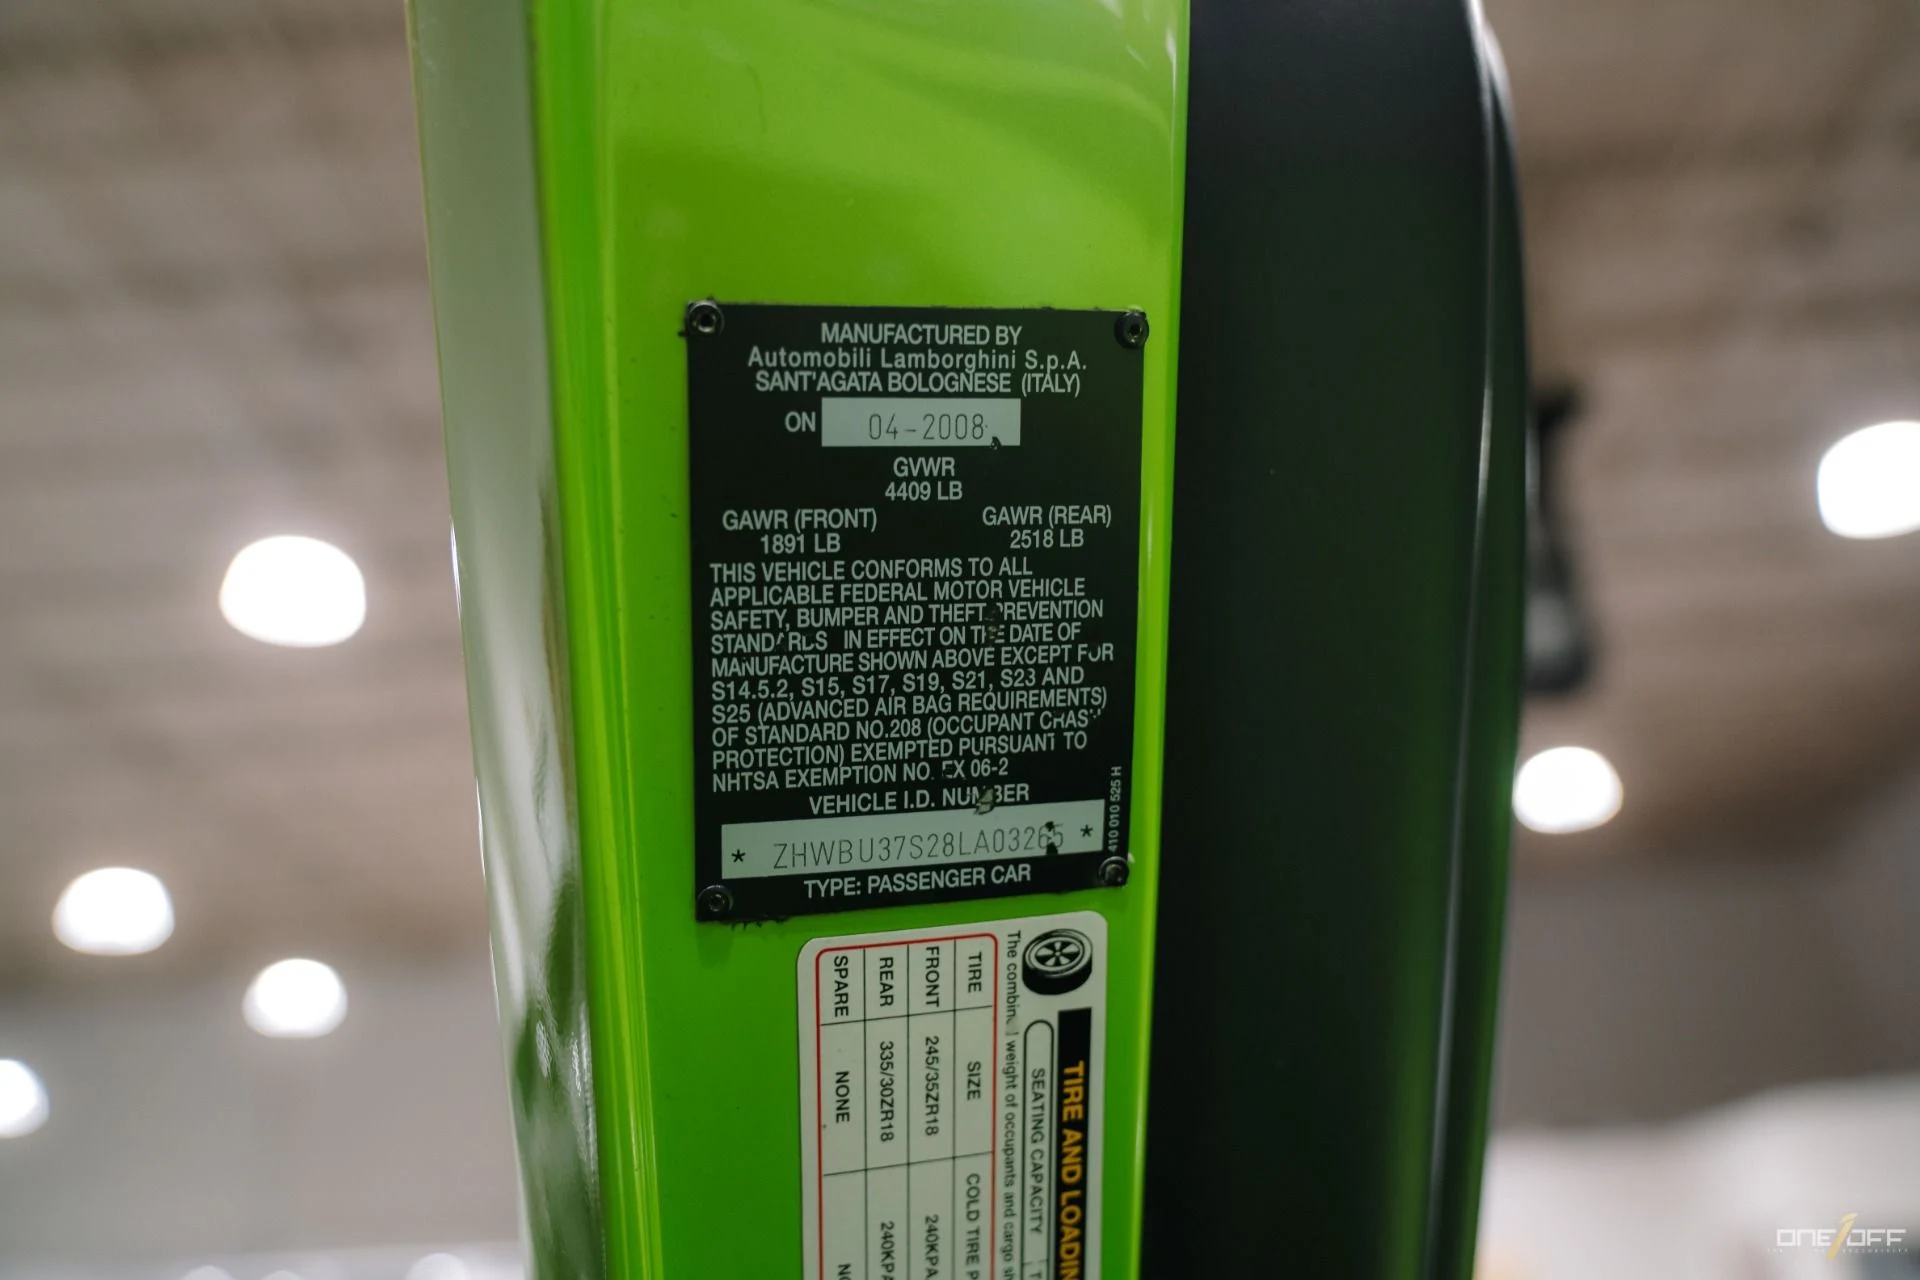 MANUFACTURED BY
Automobili Lamborghini S.p.A.
SANT'AGATA BOLOGNESE (ITALY)
ON 04-2008
GVWR
4409 LB
GAWR (FRONT) GAWR (REAR)
1891 LB 2518 LB
THIS VEHICLE CONFORMS TO ALL
APPLICABLE FEDERAL MOTOR VEHICLE
SAFETY, BUMPER AND THEFT PREVENTION
STANDARDS IN EFFECT ON THE DATE OF
MANUFACTURE SHOWN ABOVE EXCEPT FOR
S14.5.2, S15, S17, S19, S21, S23 AND
S25 (ADVANCED AIR BAG REQUIREMENTS)
OF STANDARD NO.208 (OCCUPANT CRASH
PROTECTION) EXEMPTED PURSUANT TO
NHTSA EXEMPTION NO. EX 06-2
VEHICLE I.D. NUMBER
* ZHWBU37S28LA03265 *
TYPE: PASSENGER CAR
410 010 525 H
TIRE AND LOADIN
SEATING CAPACITY
The combined weight of occupants and cargo sh
TIRE SIZE COLD TIRE P
FRONT 245/35ZR18 240KPA
REAR 335/30ZR18 240KPA
SPARE NONE NO
ONE/OFF